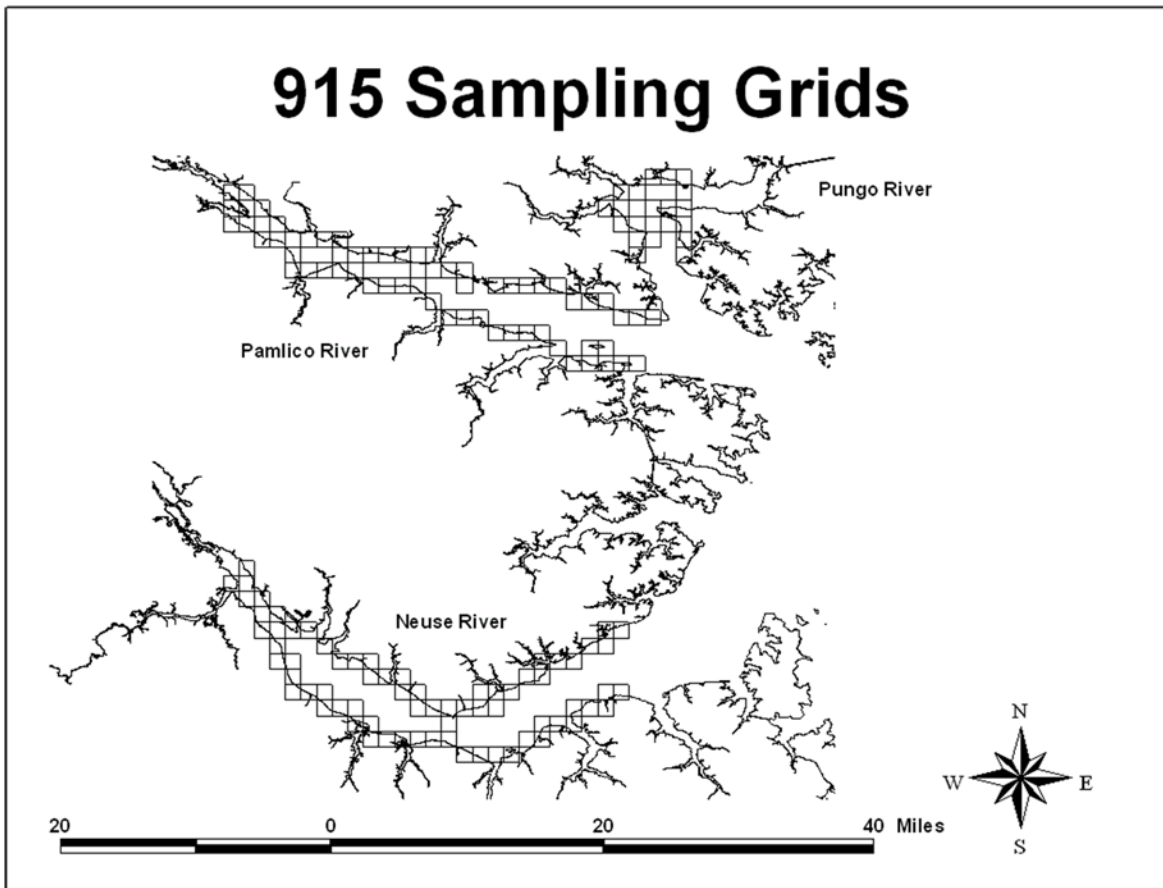 915 Sampling Grids
Pungo River
Pamlico River
Neuse River
N
W E
S
20 0 20 40 Miles